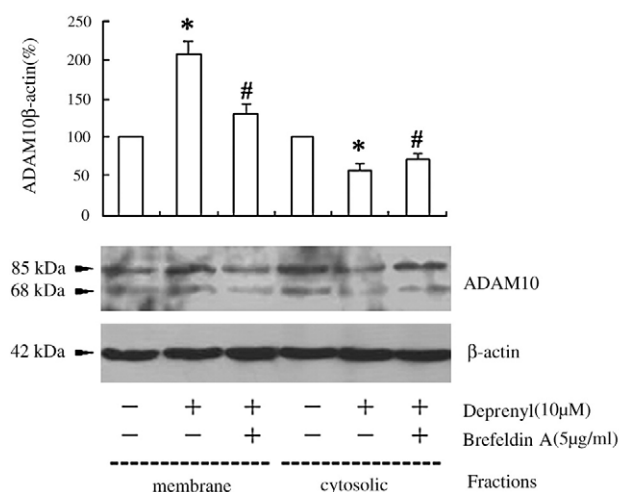 ADAM10β-actin(%)
250
200
150
100
50
0
*
#
*
#
85 kDa
68 kDa
ADAM10
42 kDa
β-actin
− + + − + + Deprenyl(10μM)
− − + − − + Brefeldin A(5μg/ml)
membrane cytosolic Fractions